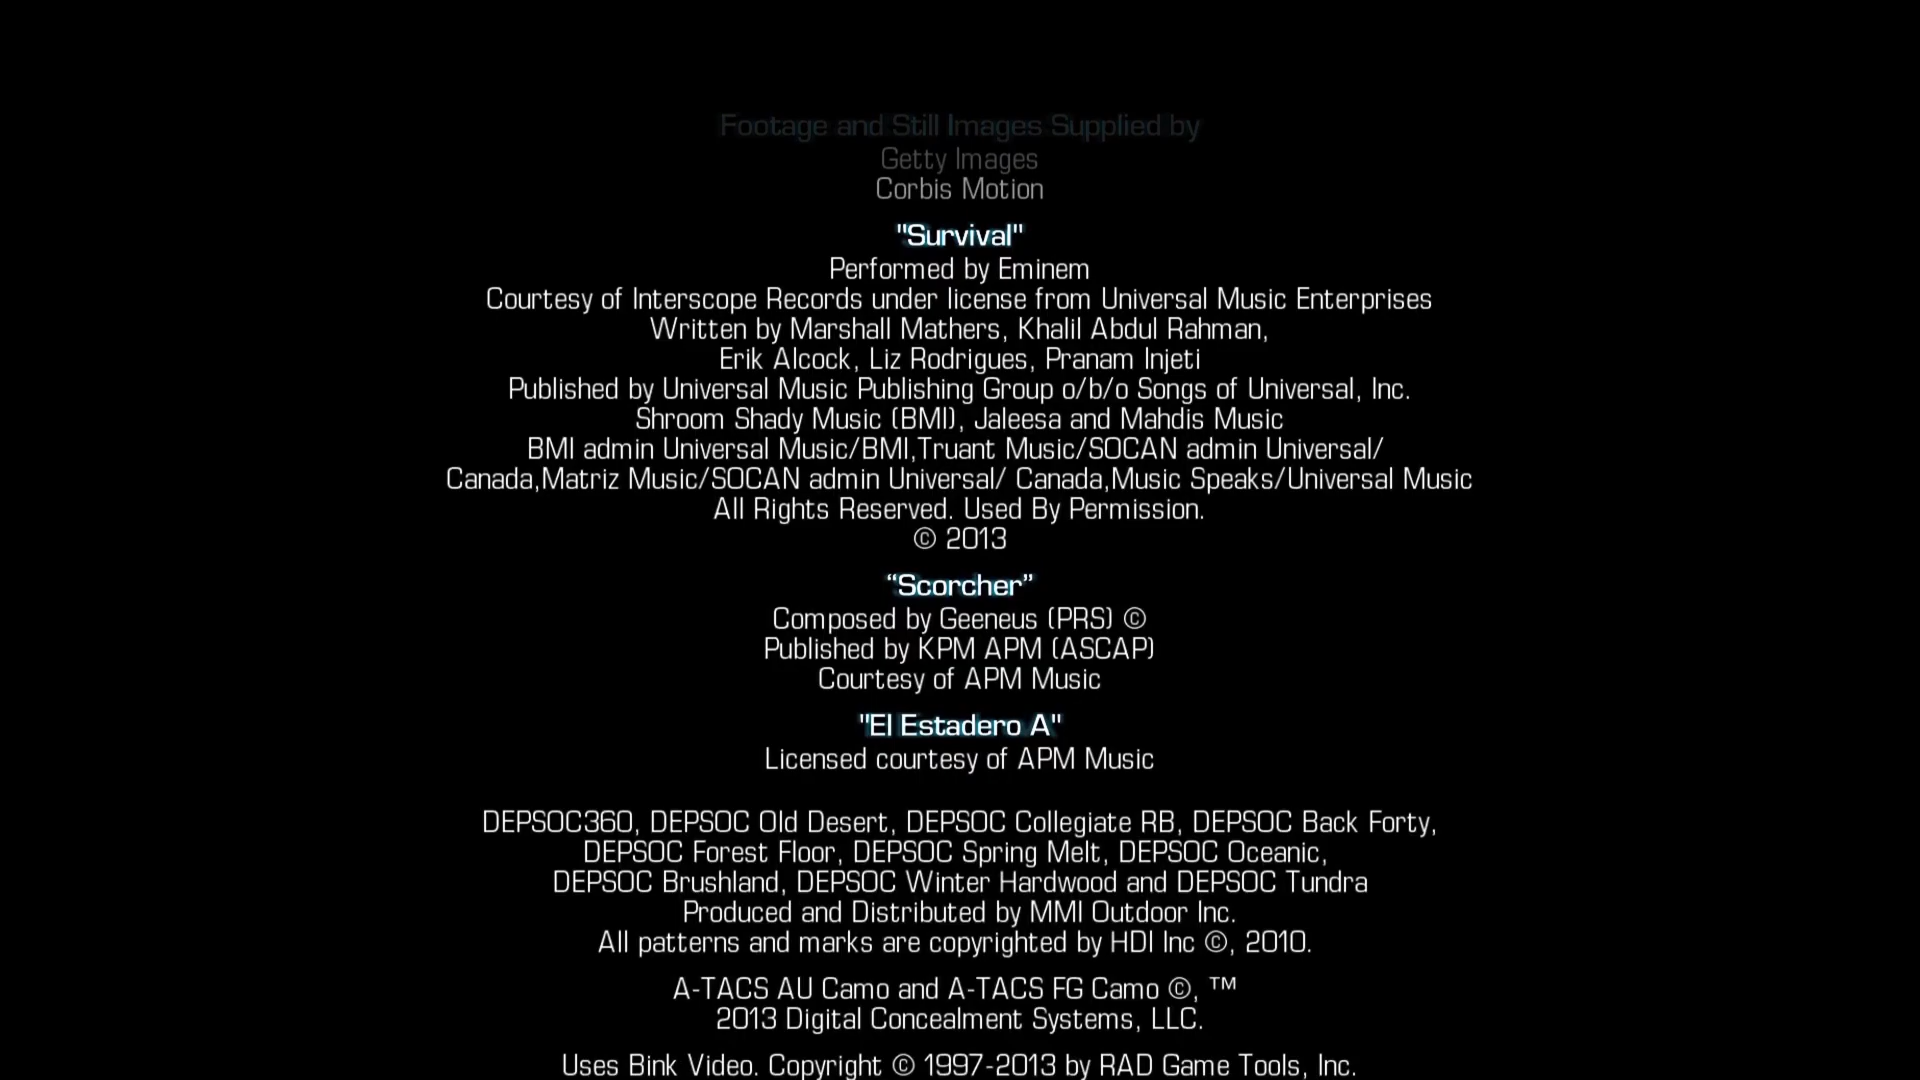 Footage and Still Images Supplied by
Getty Images
Corbis Motion
"Survival"
Performed by Eminem
Courtesy of Interscope Records under license from Universal Music Enterprises
Written by Marshall Mathers, Khalil Abdul Rahman,
Erik Alcock, Liz Rodrigues, Pranam Injeti
Published by Universal Music Publishing Group o/b/o Songs of Universal, Inc.
Shroom Shady Music (BMI), Jaleesa and Mahdis Music
BMI admin Universal Music/BMI,Truant Music/SOCAN admin Universal/
Canada,Matriz Music/SOCAN admin Universal/ Canada,Music Speaks/Universal Music
All Rights Reserved. Used By Permission.
© 2013
“Scorcher”
Composed by Geeneus (PRS) ©
Published by KPM APM (ASCAP)
Courtesy of APM Music
"El Estadero A"
Licensed courtesy of APM Music
DEPSOC360, DEPSOC Old Desert, DEPSOC Collegiate RB, DEPSOC Back Forty,
DEPSOC Forest Floor, DEPSOC Spring Melt, DEPSOC Oceanic,
DEPSOC Brushland, DEPSOC Winter Hardwood and DEPSOC Tundra
Produced and Distributed by MMI Outdoor Inc.
All patterns and marks are copyrighted by HDI Inc ©, 2010.
A-TACS AU Camo and A-TACS FG Camo ©, ™
2013 Digital Concealment Systems, LLC.
Uses Bink Video. Copyright © 1997-2013 by RAD Game Tools, Inc.